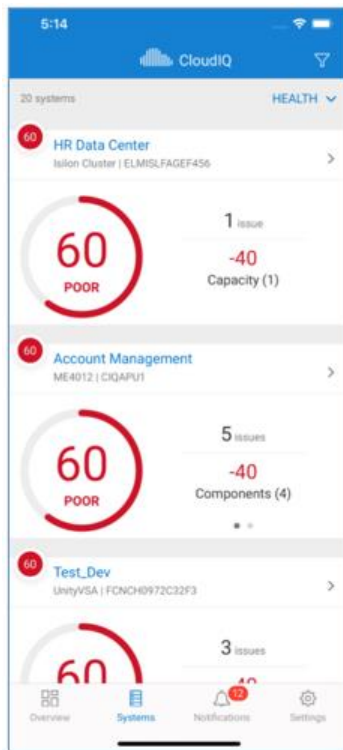 5:14
CloudIQ
20 systems HEALTH
60
HR Data Center
Isilon Cluster | ELMISLFAGEF456
60
POOR
1 issue
-40
Capacity (1)
60
Account Management
ME4012 | CIQAPU1
60
POOR
5 issues
-40
Components (4)
60
Test_Dev
UnityVSA | FCNCH0972C32F3
60
3 issues
-40
12
Overview Systems Notifications Settings